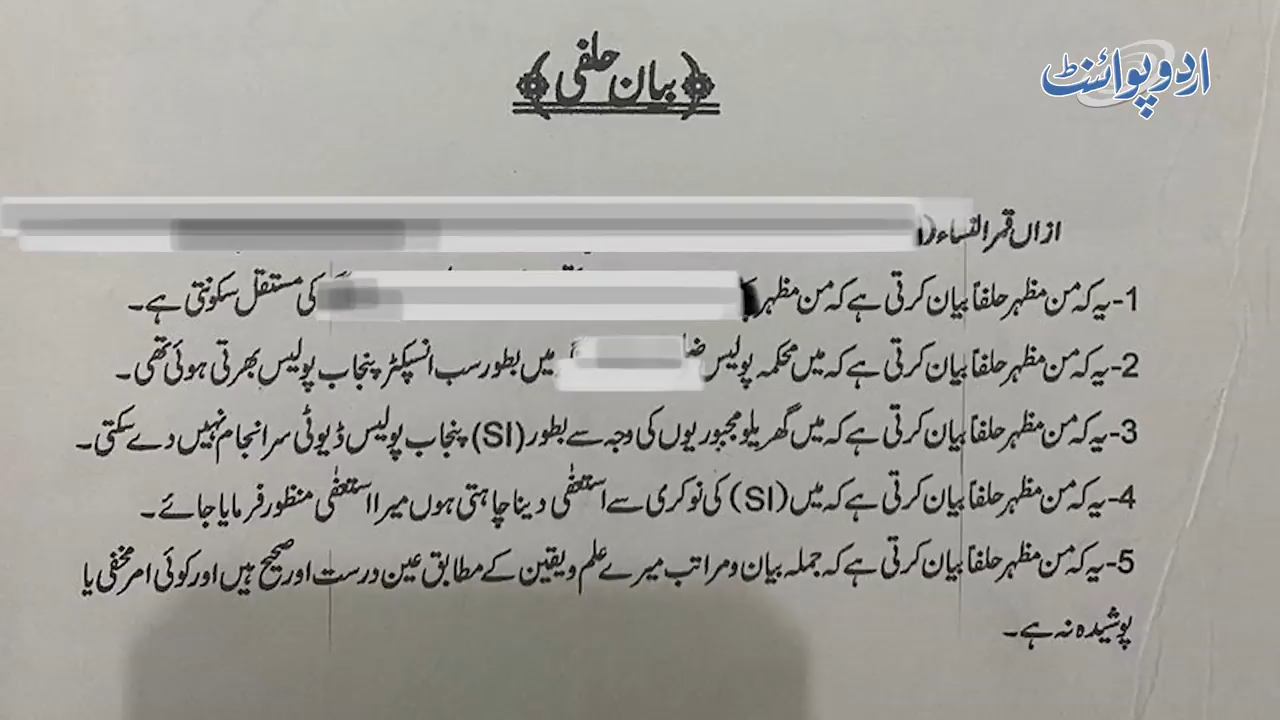 اردو پوائنٹ
﴿بیان حلفی﴾
ازاں قمرالنساء
1-یہ کہ من مظہر حلفاً بیان کرتی ہے کہ من مظہر کی مستقل سکونتی ہے۔
2-یہ کہ من مظہر حلفاً بیان کرتی ہے کہ میں محکمہ پولیس میں بطور سب انسپکٹر پنجاب پولیس بھرتی ہوئی تھی۔
3-یہ کہ من مظہر حلفاً بیان کرتی ہے کہ میں گھریلو مجبوریوں کی وجہ سے بطور (SI) پنجاب پولیس ڈیوٹی سرانجام نہیں دے سکتی۔
4-یہ کہ من مظہر حلفاً بیان کرتی ہے کہ میں (SI) کی نوکری سے استعفٰی دینا چاہتی ہوں میرا استعفٰی منظور فرمایا جائے۔
5-یہ کہ من مظہر حلفاً بیان کرتی ہے کہ جملہ بیان ومراتب میرے علم ویقین کے مطابق عین درست اور صحیح ہیں اور کوئی امر مخفی یا
پوشیدہ نہ ہے۔